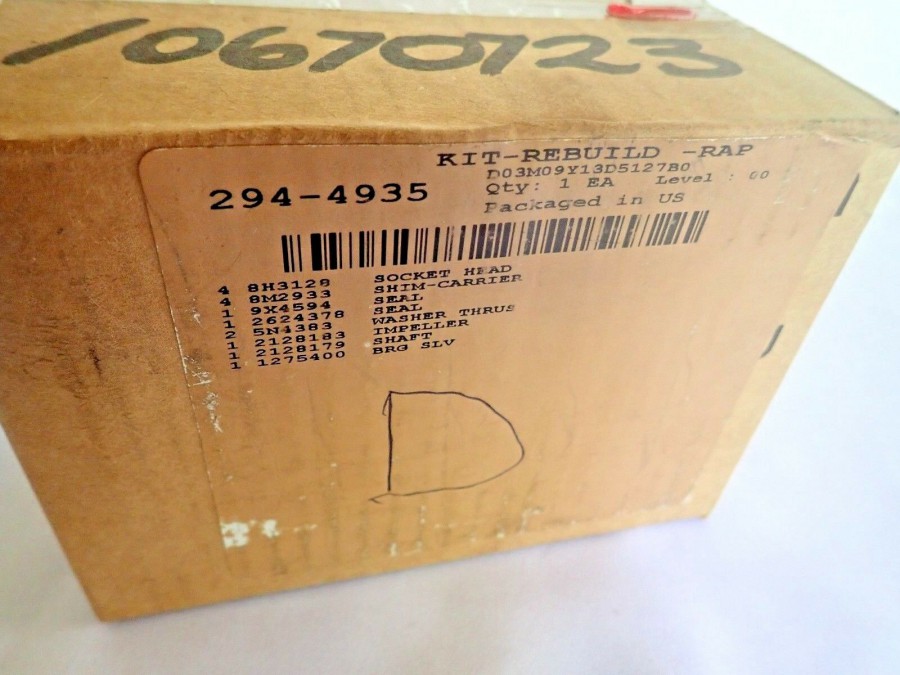 10670723
KIT-REBUILD -RAP
294-4935
D03M09Y13D5127B0
Qty: 1 EA Level : 00
Packaged in US
4 8H3128 SOCKET HEAD
4 8M2933 SHIM-CARRIER
1 9X4594 SEAL
1 2624378 SEAL
2 5N4383 WASHER THRUS
1 2128183 IMPELLER
1 2128179 SHAFT
1 1275400 BRG SLV
D